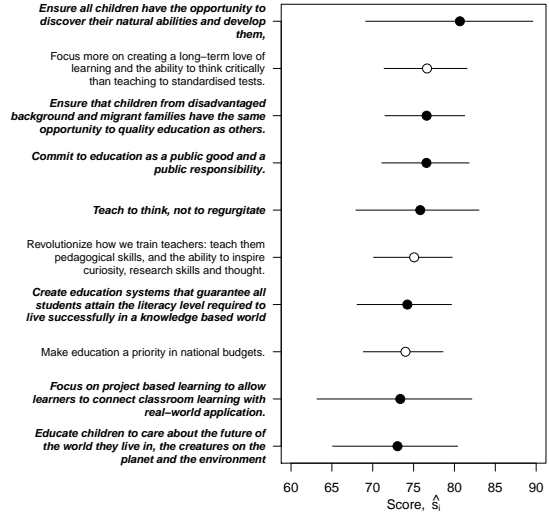 Ensure all children have the opportunity to
discover their natural abilities and develop
them,
Focus more on creating a long−term love of
learning and the ability to think critically
than teaching to standardised tests.
Ensure that children from disadvantaged
background and migrant families have the same
opportunity to quality education as others.
Commit to education as a public good and a
public responsibility.
Teach to think, not to regurgitate
Revolutionize how we train teachers: teach them
pedagogical skills, and the ability to inspire
curiosity, research skills and thought.
Create education systems that guarantee all
students attain the literacy level required to
live successfully in a knowledge based world
Make education a priority in national budgets.
Focus on project based learning to allow
learners to connect classroom learning with
real−world application.
Educate children to care about the future of
the world they live in, the creatures on the
planet and the environment
60 65 70 75 80 85 90
Score, ŝi